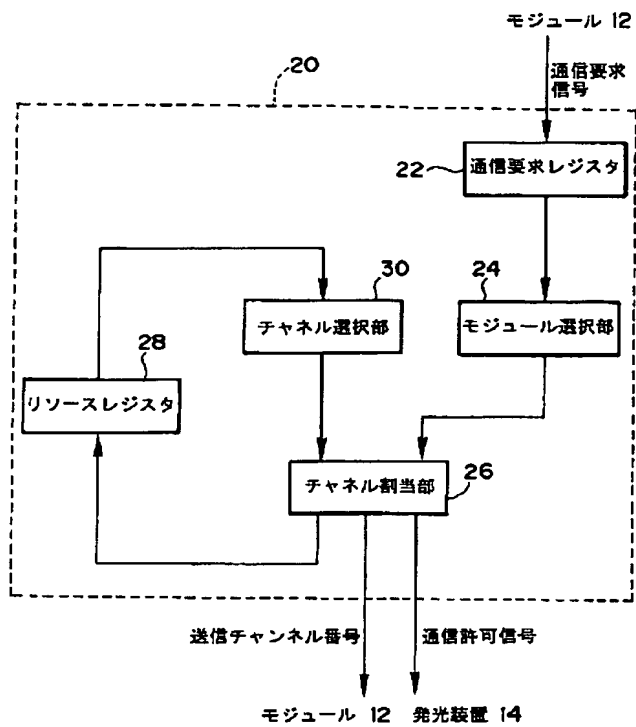 モジュール 12
通信要求
信号
20
22
通信要求レジスタ
30
24
チャネル選択部
モジュール選択部
28
リソースレジスタ
チャネル割当部
26
送信チャンネル番号
通信許可信号
モジュール 12
発光装置 14